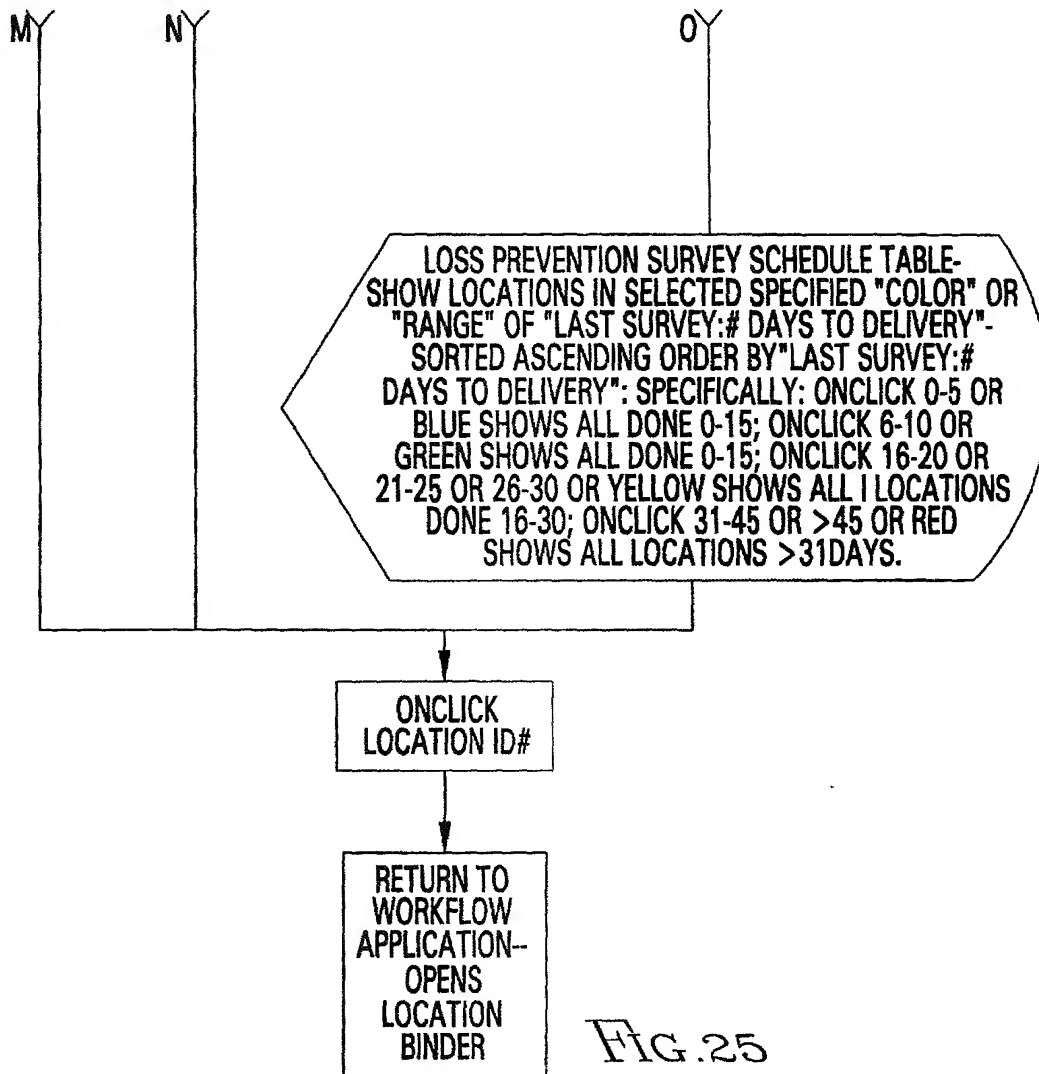 M
N
O
LOSS PREVENTION SURVEY SCHEDULE TABLE-
SHOW LOCATIONS IN SELECTED SPECIFIED "COLOR" OR
"RANGE" OF "LAST SURVEY:# DAYS TO DELIVERY"-
SORTED ASCENDING ORDER BY"LAST SURVEY:#
DAYS TO DELIVERY": SPECIFICALLY: ONCLICK 0-5 OR
BLUE SHOWS ALL DONE 0-15; ONCLICK 6-10 OR
GREEN SHOWS ALL DONE 0-15; ONCLICK 16-20 OR
21-25 OR 26-30 OR YELLOW SHOWS ALL I LOCATIONS
DONE 16-30; ONCLICK 31-45 OR >45 OR RED
SHOWS ALL LOCATIONS >31DAYS.
ONCLICK
LOCATION ID#
RETURN TO
WORKFLOW
APPLICATION--
OPENS
LOCATION
BINDER
FIG.25